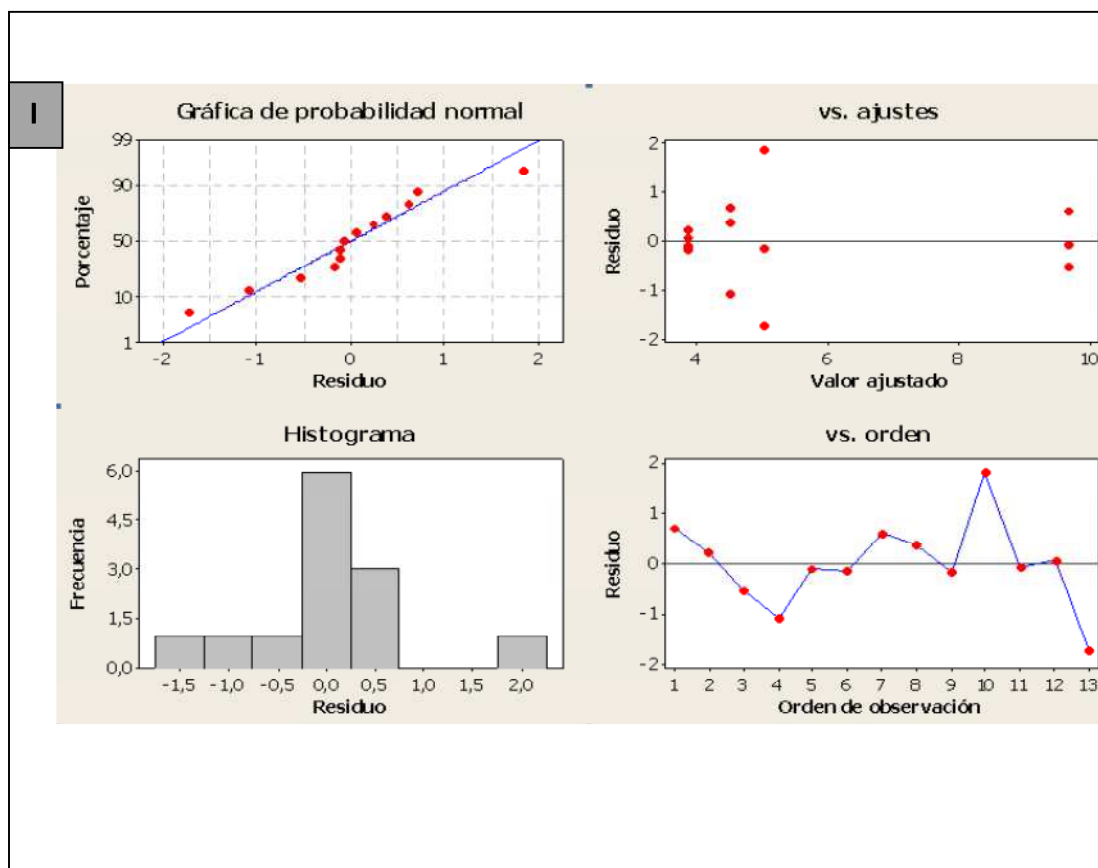 I
Gráfica de probabilidad normal
99
90
50
10
1
Porcentaje
-2 -1 0 1 2
Residuo
vs. ajustes
2
1
0
-1
-2
Residuo
4 6 8 10
Valor ajustado
Histograma
6,0
4,5
3,0
1,5
0,0
Frecuencia
-1,5 -1,0 -0,5 0,0 0,5 1,0 1,5 2,0
Residuo
vs. orden
2
1
0
-1
-2
Residuo
1 2 3 4 5 6 7 8 9 10 11 12 13
Orden de observación